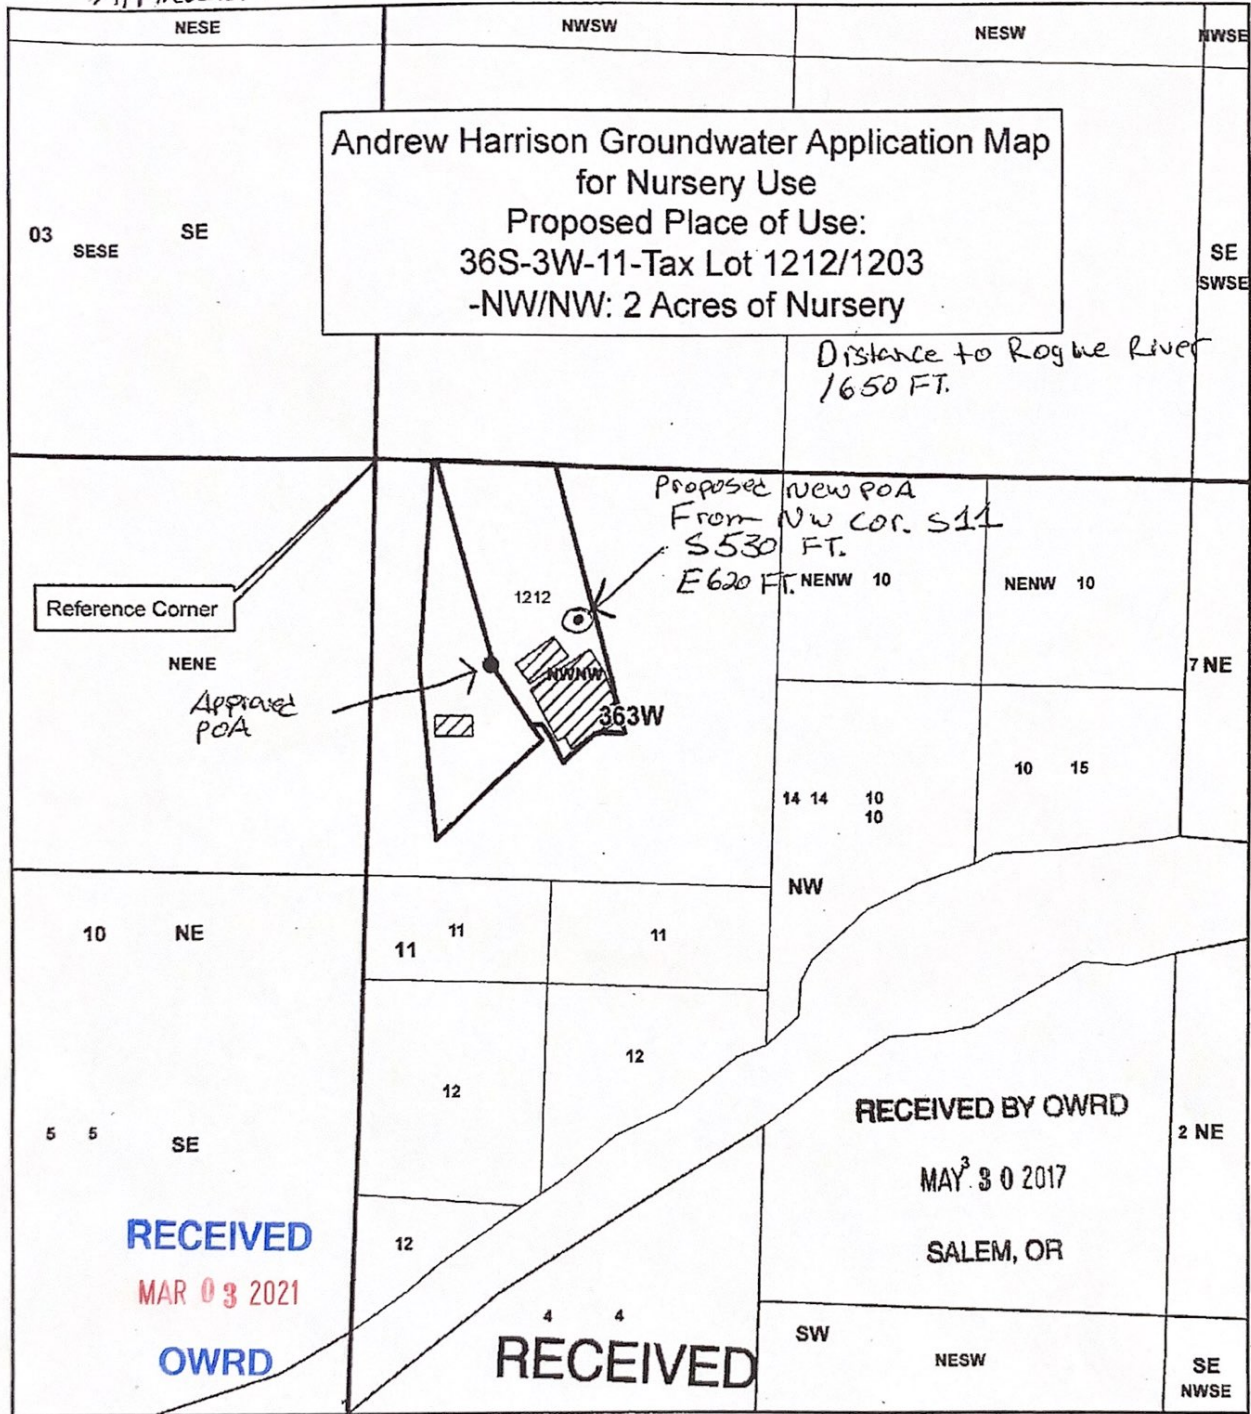 NESE
NWSW
NESW
NWSE
Andrew Harrison Groundwater Application Map
for Nursery Use
Proposed Place of Use:
36S-3W-11-Tax Lot 1212/1203
-NW/NW: 2 Acres of Nursery
03
SESE
SE
SE
SWSE
Distance to Rogue River
1650 FT.
Proposed New POA
From NW cor. S11
S 530 FT.
E 620 FT.
NENW 10
NENW 10
Reference Corner
1212
NENE
NWNW
7 NE
Approved
POA
363W
10 15
14 14 10
10
NW
10 NE
11
11
11
12
12
RECEIVED BY OWRD
5 5
SE
2 NE
MAY 3 30 2017
RECEIVED
12
SALEM, OR
MAR 03 2021
4 4
OWRD
RECEIVED
SW
NESW
SE
NWSE